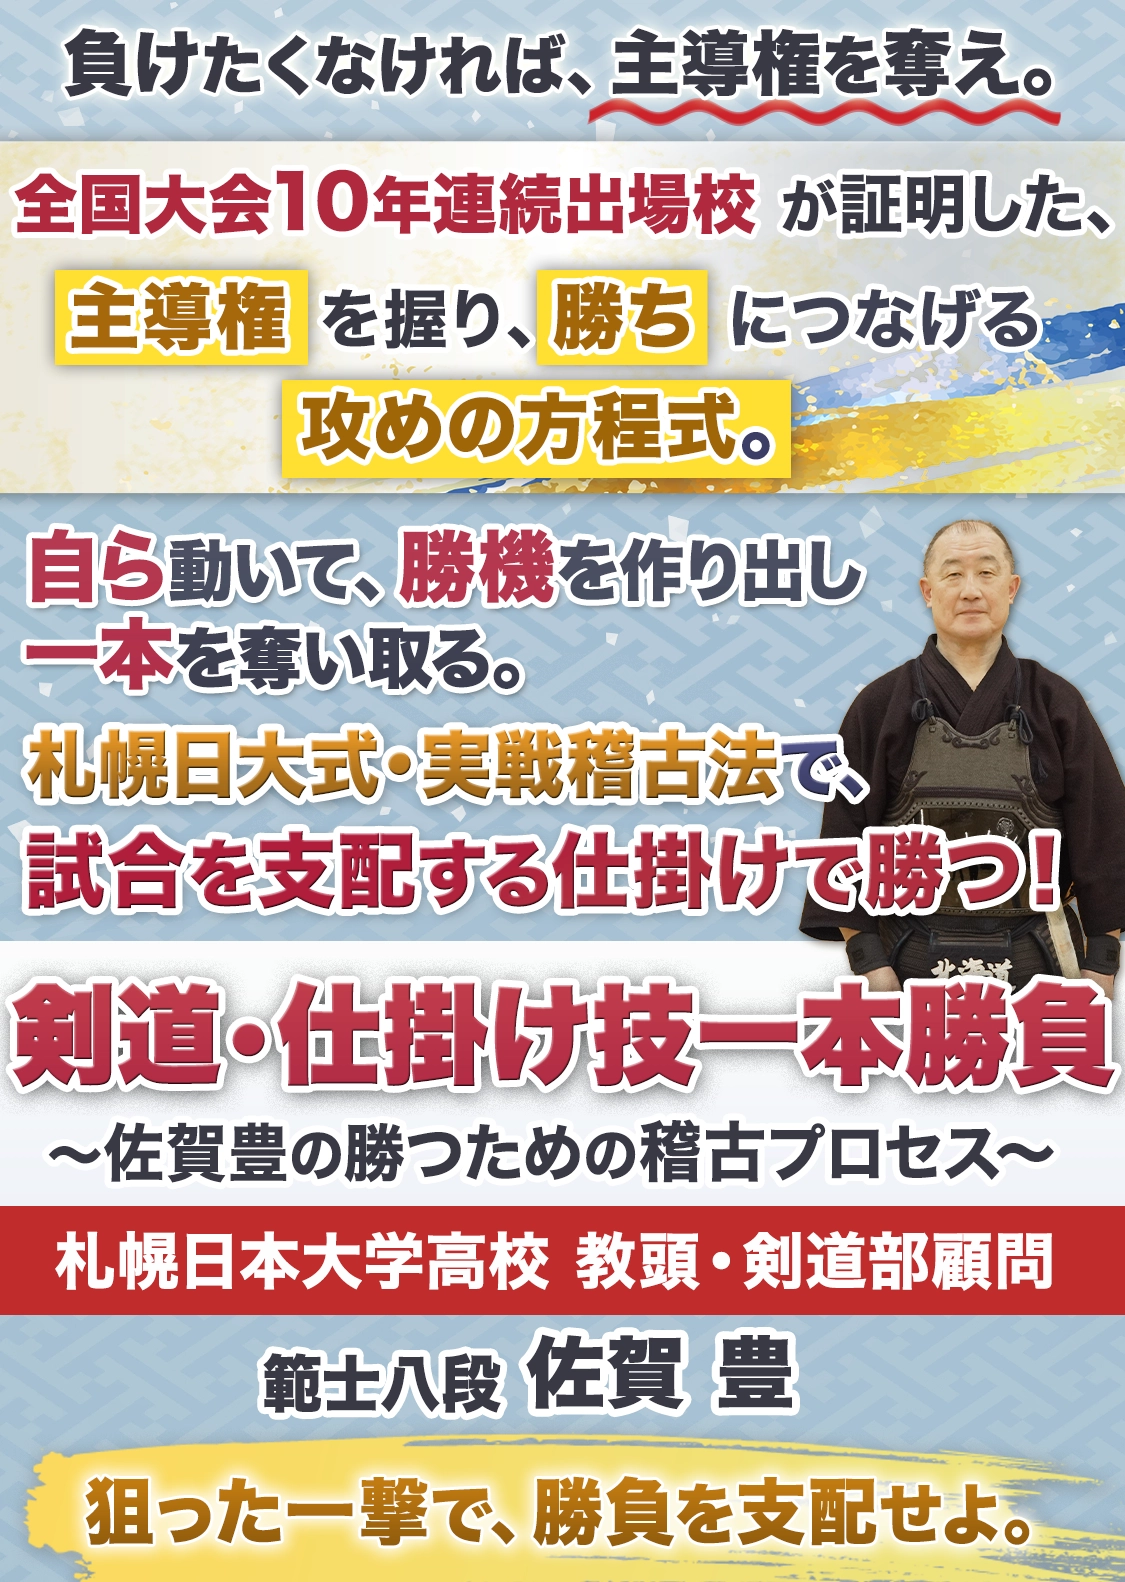 負けたくなければ、主導権を奪え。
全国大会10年連続出場校 が証明した、
主導権 を握り、勝ち につなげる
攻めの方程式。
自ら動いて、勝機を作り出し
一本を奪い取る。
札幌日大式・実戦稽古法で、
試合を支配する仕掛けで勝つ！
北海道
剣道・仕掛け技一本勝負
～佐賀豊の勝つための稽古プロセス～
札幌日本大学高校 教頭・剣道部顧問
範士八段 佐賀 豊
狙った一撃で、勝負を支配せよ。